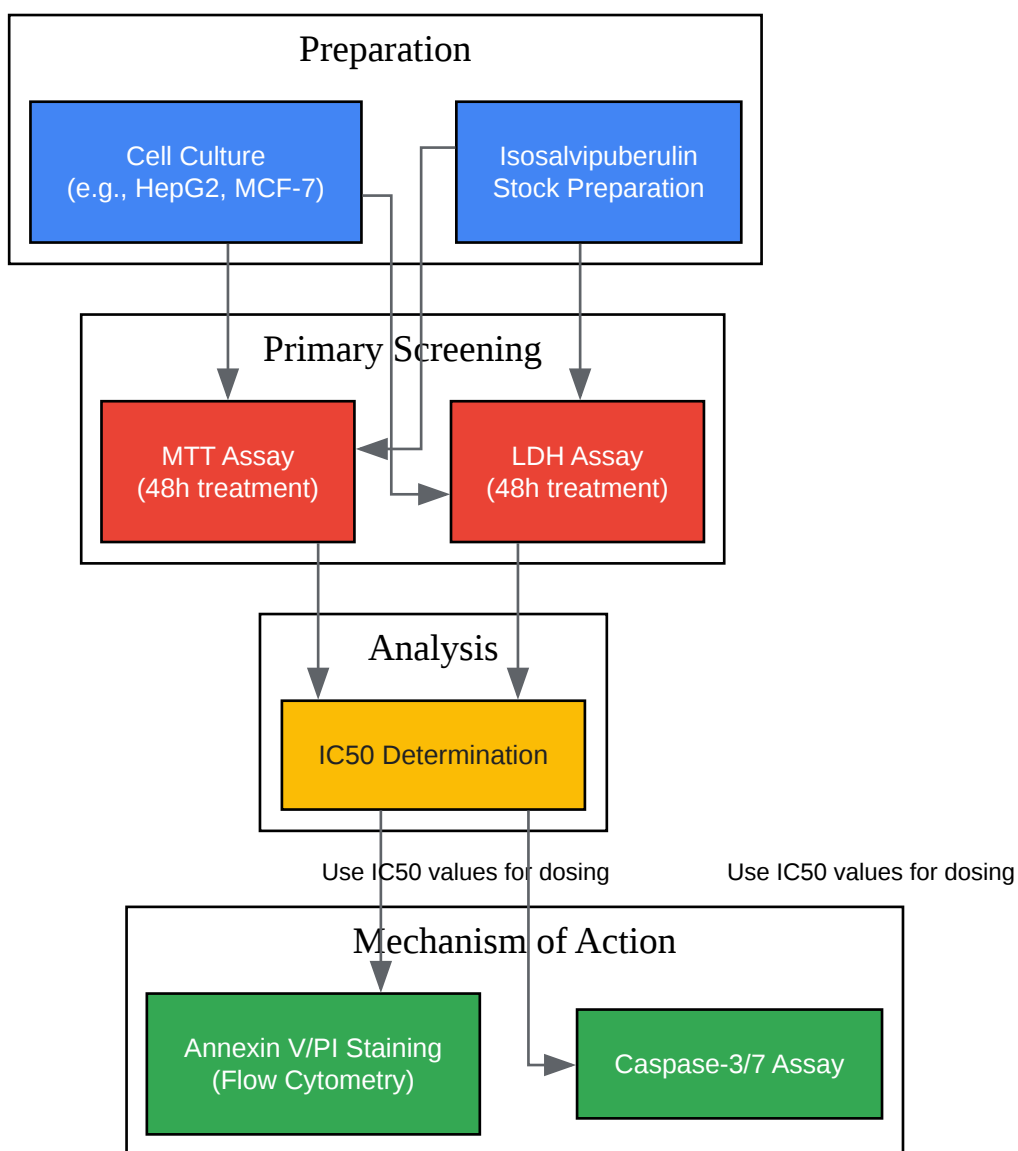 Preparation
Cell Culture
(e.g., HepG2, MCF-7)
Isosalvipuberulin
Stock Preparation
Primary Screening
MTT Assay
(48h treatment)
LDH Assay
(48h treatment)
Analysis
IC50 Determination
Use IC50 values for dosing
Use IC50 values for dosing
Mechanism of Action
Annexin V/PI Staining
(Flow Cytometry)
Caspase-3/7 Assay